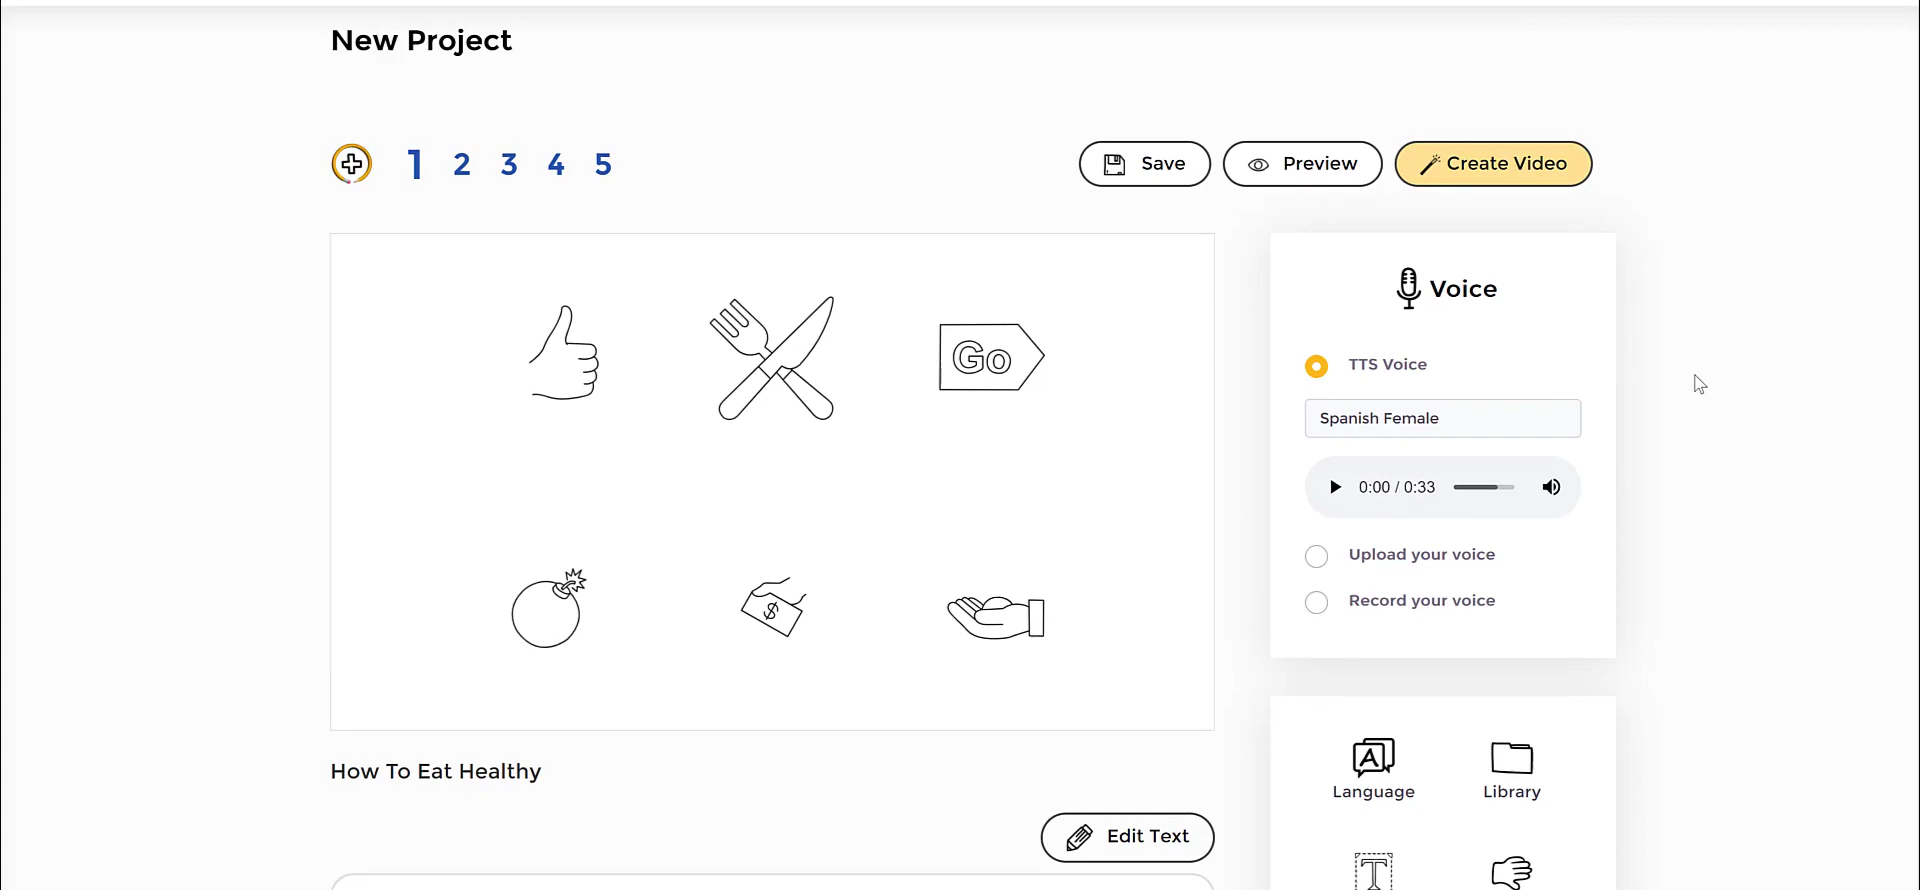 New Project
1 2 3 4 5
Save
Preview
Create Video
Go
$
Voice
TTS Voice
Spanish Female
0:00 / 0:33
Upload your voice
Record your voice
How To Eat Healthy
Edit Text
A
Language
Library
T